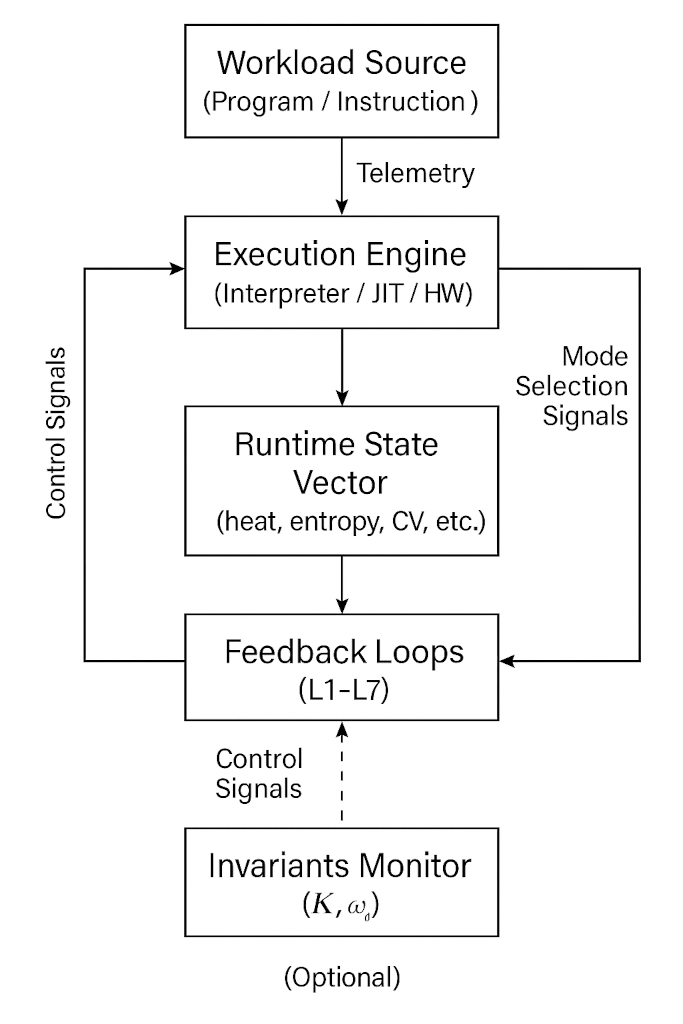 Workload Source
(Program / Instruction)
Telemetry
Execution Engine
(Interpreter / JIT / HW)
Control Signals
Mode
Selection
Signals
Runtime State
Vector
(heat, entropy, CV, etc.)
Feedback Loops
(L1–L7)
Control
Signals
Invariants Monitor
(K, ω₀)
(Optional)